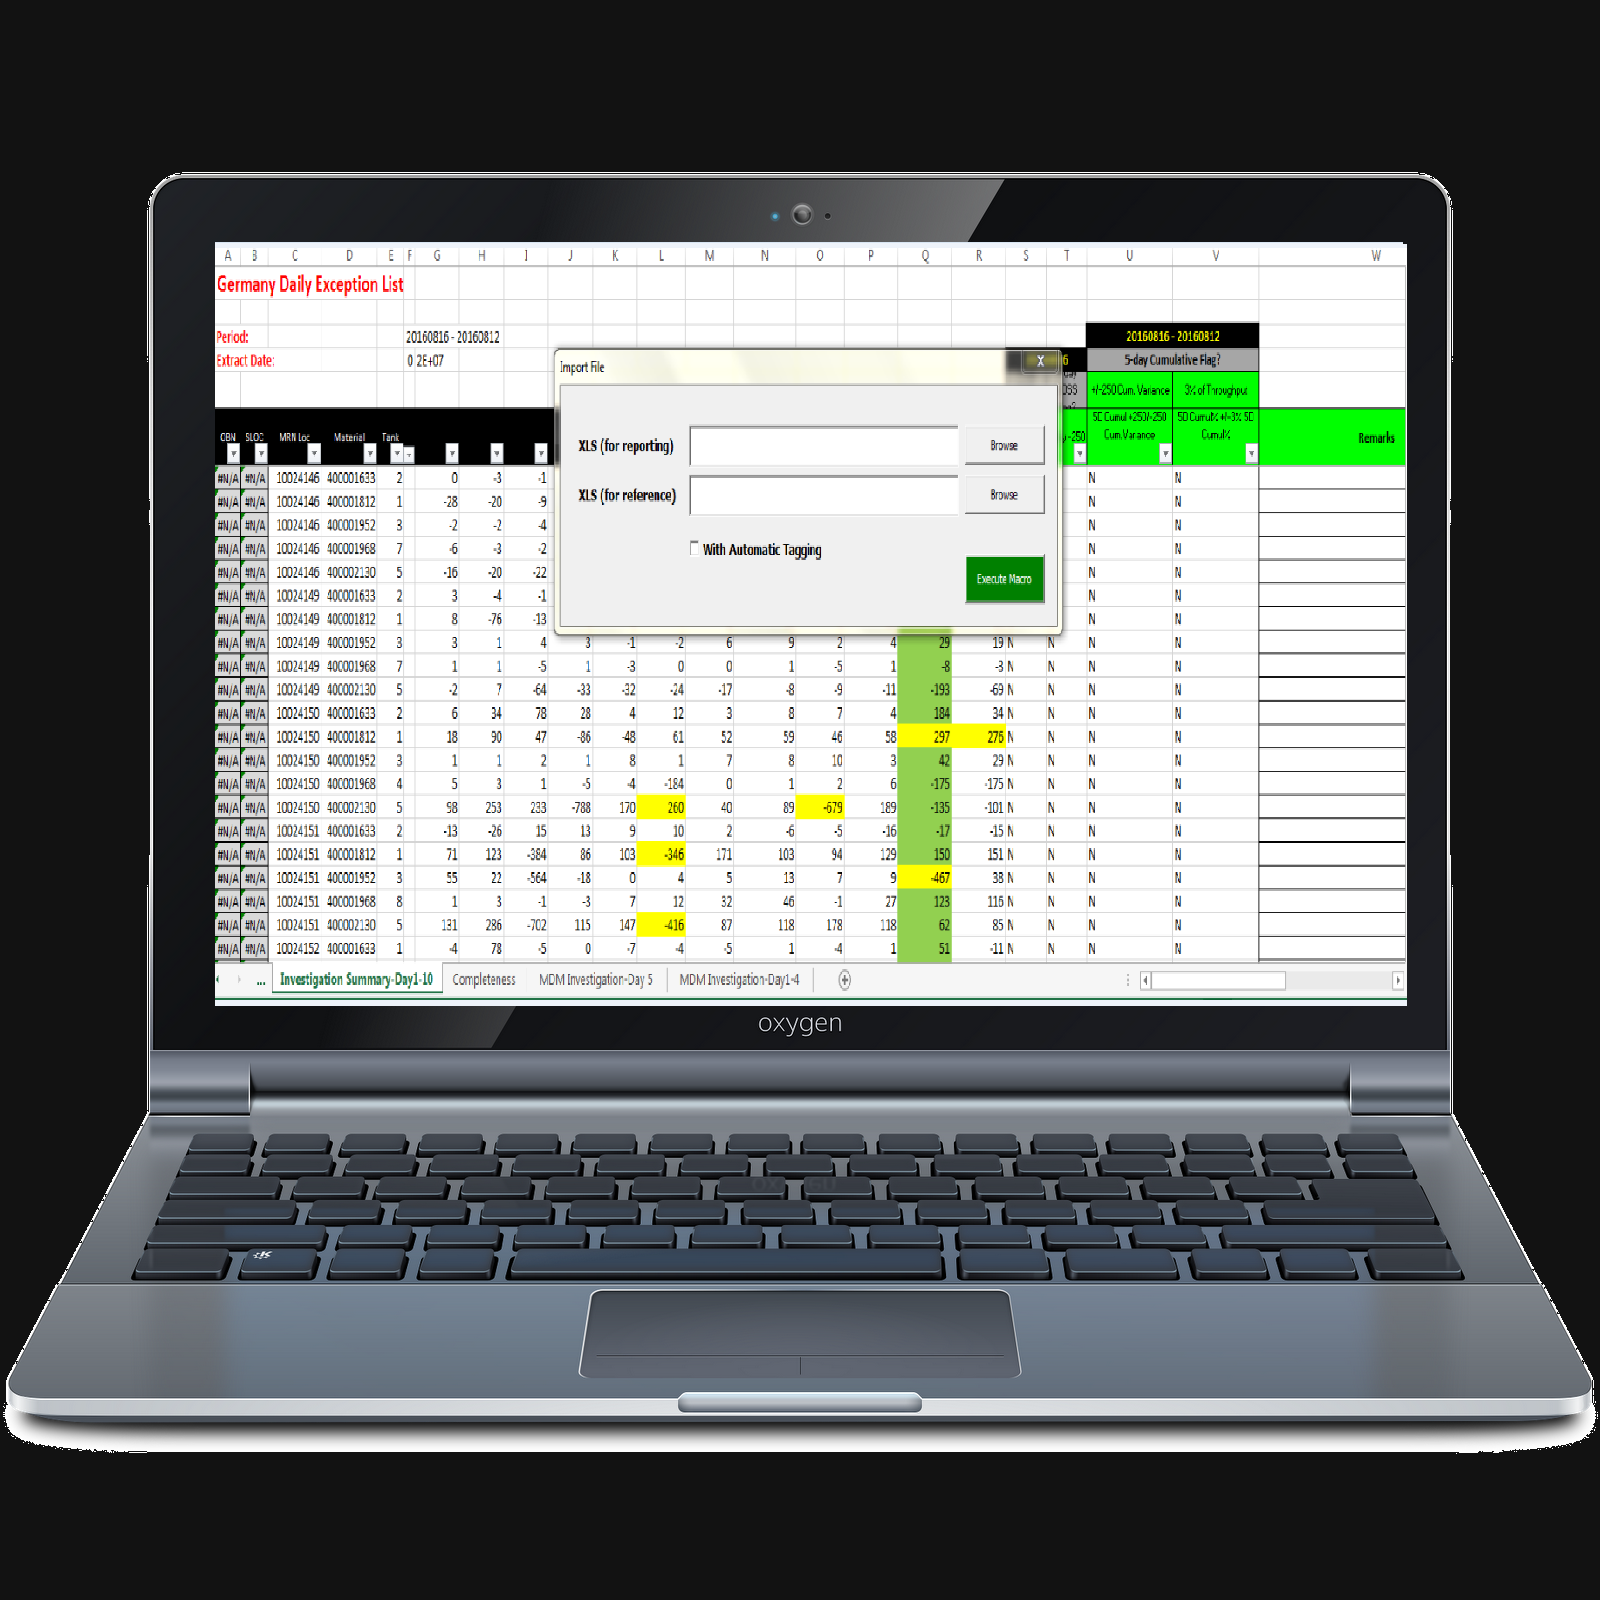 A B C D E F G H I J K L M N O P Q R S T U V W
Germany Daily Exception List
Period: 20160816 - 20160812 20160816 - 20160812
Extract Date: 0 2E+07 5-day Cumulative Flag?
Import File X
+/-250 Cum. Variance 3% of Throughput
5D Cumul +250/-250 Cum.Variance
5D Cumul% +/-3% 5D Cumul%
CBN SLOC MRN Loc Material Tank Remarks
XLS (for reporting) Browse
XLS (for reference) Browse
With Automatic Tagging
Execute Macro
#N/A #N/A 10024146 400001633 2 0 -3 -1 N N
#N/A #N/A 10024146 400001812 1 -28 -20 -9 N N
#N/A #N/A 10024146 400001952 3 -2 -2 -4 N N
#N/A #N/A 10024146 400001968 7 -6 -3 -2 N N
#N/A #N/A 10024146 400002130 5 -16 -20 -22 N N
#N/A #N/A 10024149 400001633 2 3 -4 -1 N N
#N/A #N/A 10024149 400001812 1 8 -76 -13 N N
#N/A #N/A 10024149 400001952 3 3 1 4 3 -1 -2 6 9 2 4 29 19 N N N N
#N/A #N/A 10024149 400001968 7 1 1 -5 1 -3 0 0 1 -5 1 -8 -3 N N N N
#N/A #N/A 10024149 400002130 5 -2 7 -64 -33 -32 -24 -17 -8 -9 -11 -193 -69 N N N N
#N/A #N/A 10024150 400001633 2 6 34 78 28 4 12 3 8 7 4 184 34 N N N N
#N/A #N/A 10024150 400001812 1 18 90 47 -86 -48 61 52 59 46 58 297 276 N N N N
#N/A #N/A 10024150 400001952 3 1 1 2 1 8 1 7 8 10 3 42 29 N N N N
#N/A #N/A 10024150 400001968 4 5 3 1 -5 -4 -184 0 1 2 6 -175 -175 N N N N
#N/A #N/A 10024150 400002130 5 98 253 233 -788 170 260 40 89 -679 189 -135 -101 N N N N
#N/A #N/A 10024151 400001633 2 -13 -26 15 13 9 10 2 -6 -5 -16 -17 -15 N N N N
#N/A #N/A 10024151 400001812 1 71 123 -384 86 103 -346 171 103 94 129 150 151 N N N N
#N/A #N/A 10024151 400001952 3 55 22 -564 -18 0 4 5 13 7 9 -467 38 N N N N
#N/A #N/A 10024151 400001968 8 1 3 -1 -3 7 12 32 46 -1 27 123 116 N N N N
#N/A #N/A 10024151 400002130 5 131 286 -702 115 147 -416 87 118 178 118 62 85 N N N N
#N/A #N/A 10024152 400001633 1 -4 78 -5 0 -7 -4 -5 1 -4 1 51 -11 N N N N
... Investigation Summary-Day1-10 Completeness MDM Investigation-Day 5 MDM Investigation-Day1-4
oxygen